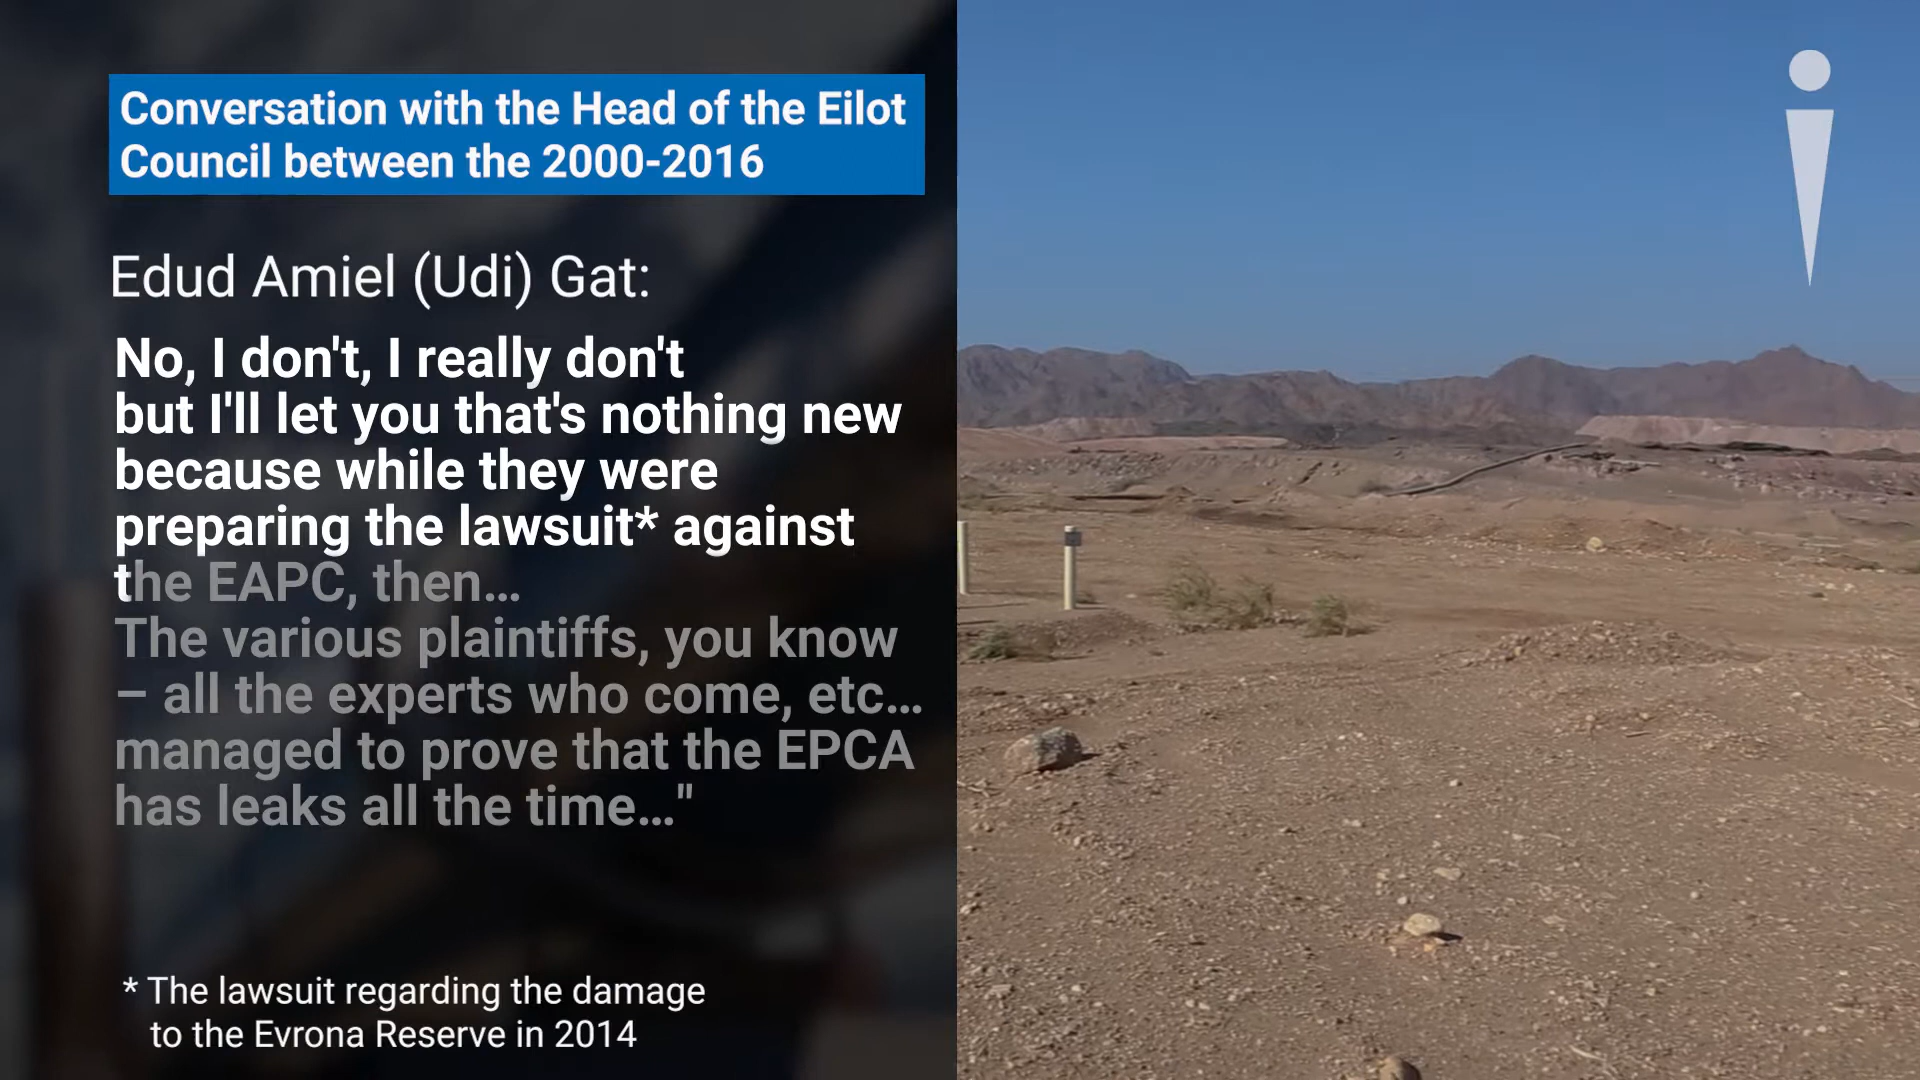 Conversation with the Head of the Eilot
Council between the 2000-2016
Edud Amiel (Udi) Gat:
No, I don't, I really don't
but I'll let you that's nothing new
because while they were
preparing the lawsuit* against
the EAPC, then...
The various plaintiffs, you know
– all the experts who come, etc...
managed to prove that the EPCA
has leaks all the time..."
* The lawsuit regarding the damage
to the Evrona Reserve in 2014